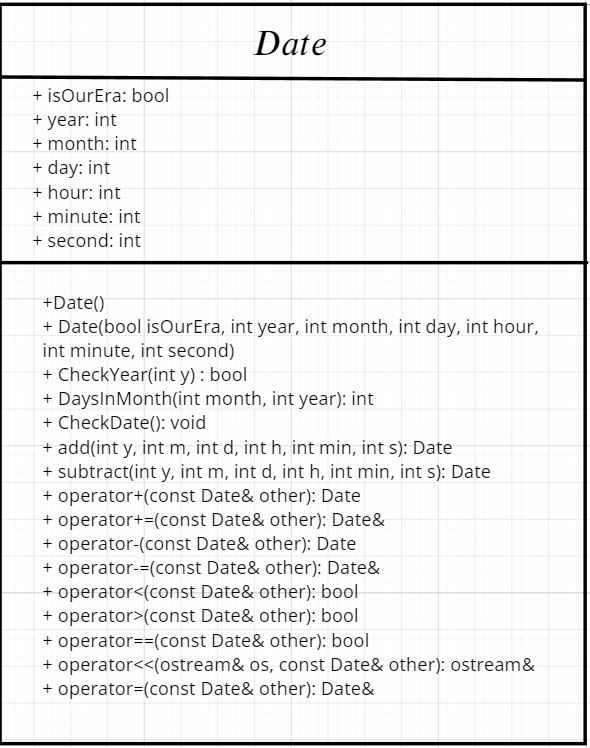 Date
+ isOurEra: bool
+ year: int
+ month: int
+ day: int
+ hour: int
+ minute: int
+ second: int
+Date()
+ Date(bool isOurEra, int year, int month, int day, int hour,
int minute, int second)
+ CheckYear(int y) : bool
+ DaysInMonth(int month, int year): int
+ CheckDate(): void
+ add(int y, int m, int d, int h, int min, int s): Date
+ subtract(int y, int m, int d, int h, int min, int s): Date
+ operator+(const Date& other): Date
+ operator+=(const Date& other): Date&
+ operator-(const Date& other): Date
+ operator-=(const Date& other): Date&
+ operator<(const Date& other): bool
+ operator>(const Date& other): bool
+ operator==(const Date& other): bool
+ operator<<(ostream& os, const Date& other): ostream&
+ operator=(const Date& other): Date&